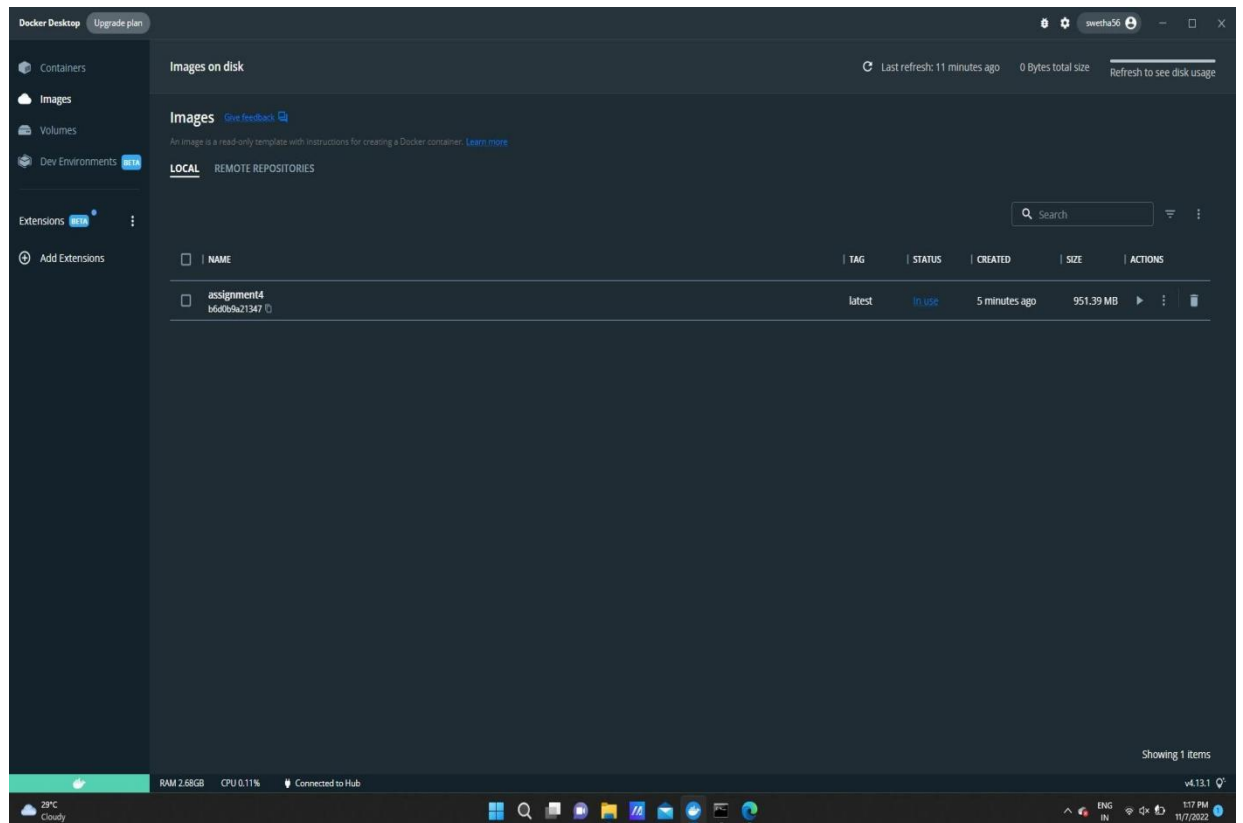 Docker Desktop Upgrade plan swetha56
Containers
Images
Volumes
Dev Environments BETA
Extensions BETA
Add Extensions
Images on disk Last refresh: 11 minutes ago 0 Bytes total size Refresh to see disk usage
Images Give feedback
An image is a read-only template with instructions for creating a Docker container. Learn more
LOCAL REMOTE REPOSITORIES
Search
NAME TAG STATUS CREATED SIZE ACTIONS
assignment4 latest In use 5 minutes ago 951.39 MB
b6d0b9a21347
Showing 1 items
RAM 2.68GB CPU 0.11% Connected to Hub v4.13.1
29°C ENG 1:17 PM
Cloudy IN 11/7/2022 1